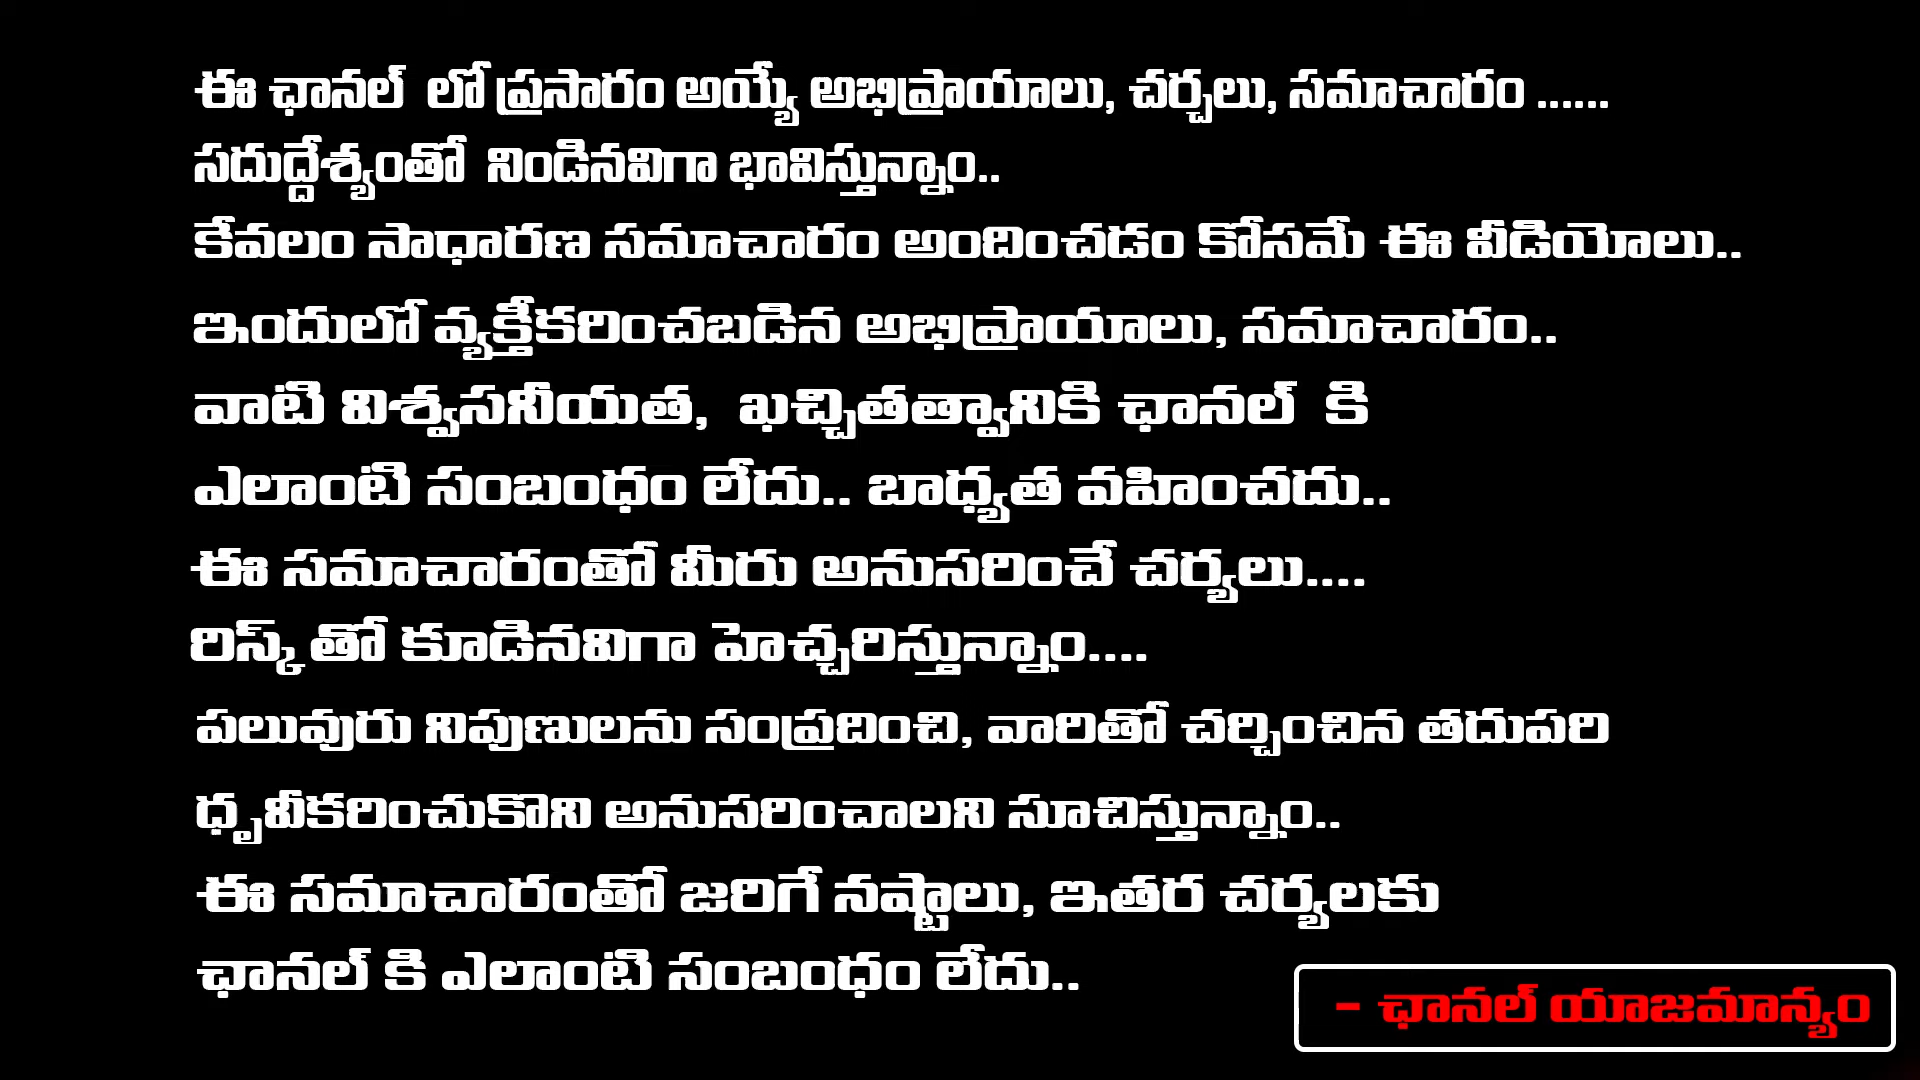 ఈ ఛానల్ లో ప్రసారం అయ్యే అభిప్రాయాలు, చర్చలు, సమాచారం ......
సదుద్దేశ్యంతో నిండినవిగా భావిస్తున్నాం..
కేవలం సాధారణ సమాచారం అందించడం కోసమే ఈ వీడియోలు..
ఇందులో వ్యక్తీకరించబడిన అభిప్రాయాలు, సమాచారం..
వాటి విశ్వసనీయత, ఖచ్చితత్వానికి ఛానల్ కి
ఎలాంటి సంబంధం లేదు.. బాధ్యత వహించదు..
ఈ సమాచారంతో మీరు అనుసరించే చర్యలు....
రిస్క్ తో కూడినవిగా హెచ్చరిస్తున్నాం....
పలువురు నిపుణులను సంప్రదించి, వారితో చర్చించిన తదుపరి
ధృవీకరించుకొని అనుసరించాలని సూచిస్తున్నాం..
ఈ సమాచారంతో జరిగే నష్టాలు, ఇతర చర్యలకు
ఛానల్ కి ఎలాంటి సంబంధం లేదు..
- ఛానల్ యాజమాన్యం